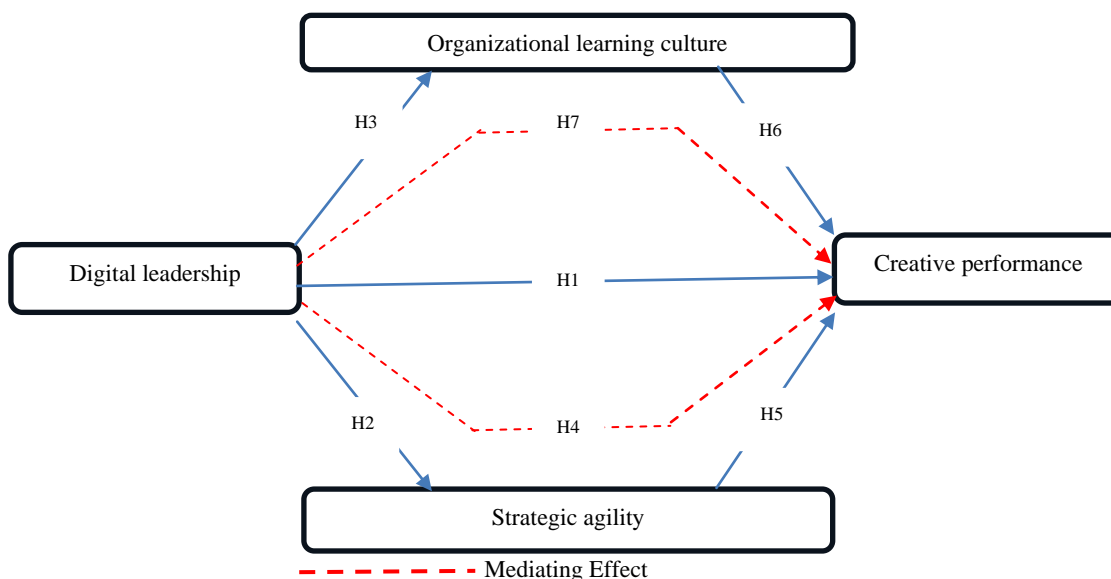 Organizational learning culture
H3
H7
H6
Digital leadership
H1
Creative performance
H2
H4
H5
Strategic agility
Mediating Effect